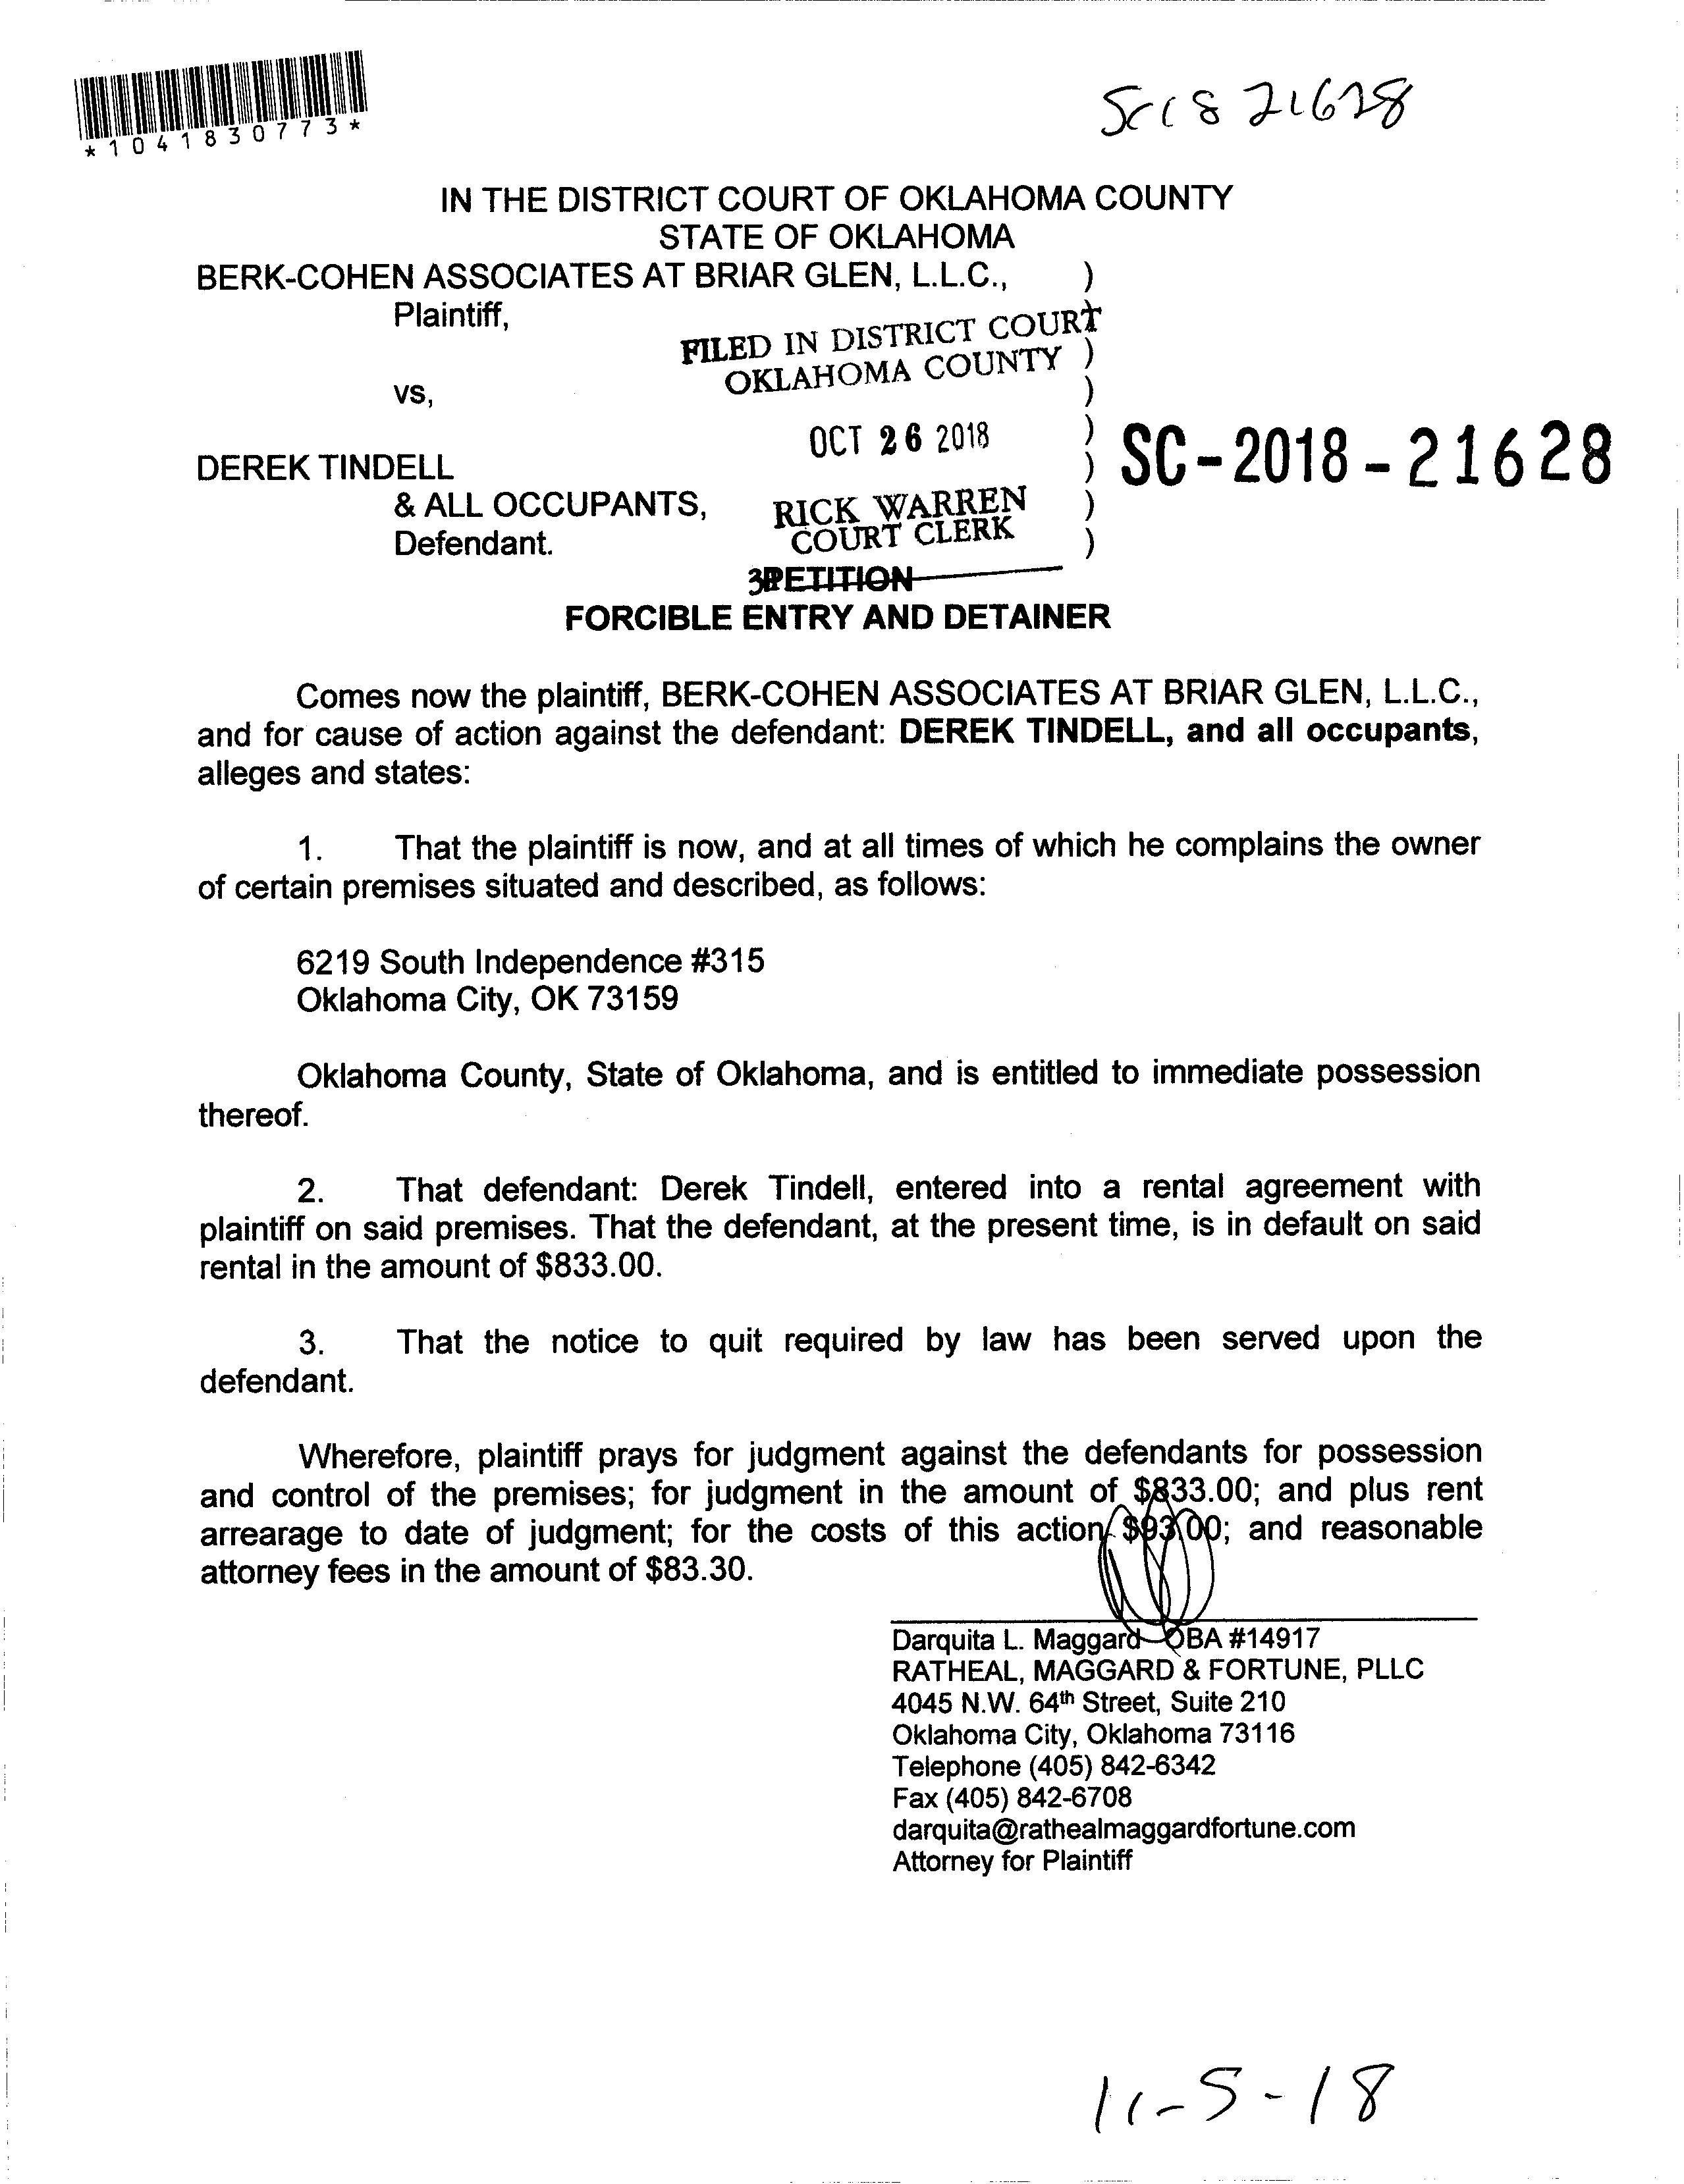 *1041830773*
SC18 21628
IN THE DISTRICT COURT OF OKLAHOMA COUNTY
STATE OF OKLAHOMA
BERK-COHEN ASSOCIATES AT BRIAR GLEN, L.L.C., )
Plaintiff,
FILED IN DISTRICT COURT )
OKLAHOMA COUNTY )
vs, )
OCT 26 2018 )
DEREK TINDELL ) SC-2018-21628
& ALL OCCUPANTS, RICK WARREN )
Defendant. COURT CLERK )
PETITION
FORCIBLE ENTRY AND DETAINER
Comes now the plaintiff, BERK-COHEN ASSOCIATES AT BRIAR GLEN, L.L.C.,
and for cause of action against the defendant: DEREK TINDELL, and all occupants,
alleges and states:
1. That the plaintiff is now, and at all times of which he complains the owner
of certain premises situated and described, as follows:
6219 South Independence #315
Oklahoma City, OK 73159
Oklahoma County, State of Oklahoma, and is entitled to immediate possession
thereof.
2. That defendant: Derek Tindell, entered into a rental agreement with
plaintiff on said premises. That the defendant, at the present time, is in default on said
rental in the amount of $833.00.
3. That the notice to quit required by law has been served upon the
defendant.
Wherefore, plaintiff prays for judgment against the defendants for possession
and control of the premises; for judgment in the amount of $833.00; and plus rent
arrearage to date of judgment; for the costs of this action $93.00; and reasonable
attorney fees in the amount of $83.30.
Darquita L. Maggard OBA #14917
RATHEAL, MAGGARD & FORTUNE, PLLC
4045 N.W. 64th Street, Suite 210
Oklahoma City, Oklahoma 73116
Telephone (405) 842-6342
Fax (405) 842-6708
darquita@rathealmaggardfortune.com
Attorney for Plaintiff
11-5-18